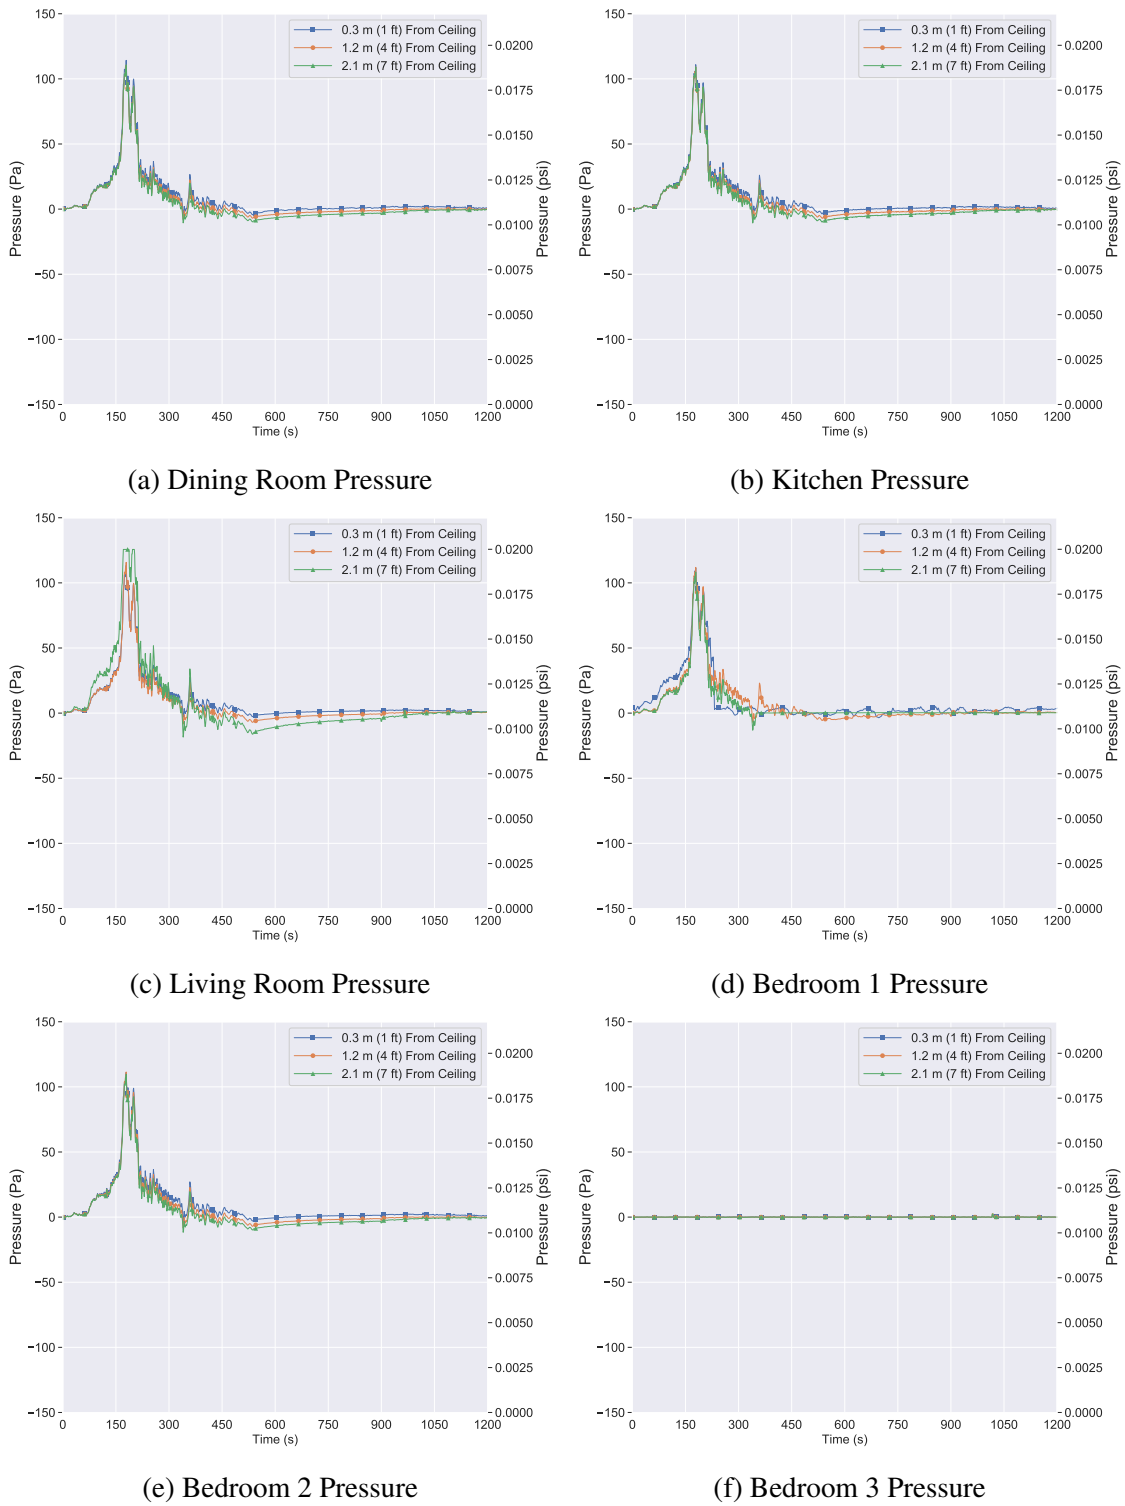 150
100
50
0
−50
−100
−150
Pressure (Pa)
0.3 m (1 ft) From Ceiling
1.2 m (4 ft) From Ceiling
2.1 m (7 ft) From Ceiling
0.0200
0.0175
0.0150
0.0125
0.0100
0.0075
0.0050
0.0025
0.0000
Pressure (psi)
0 150 300 450 600 750 900 1050 1200
Time (s)
(a) Dining Room Pressure
150
100
50
0
−50
−100
−150
Pressure (Pa)
0.3 m (1 ft) From Ceiling
1.2 m (4 ft) From Ceiling
2.1 m (7 ft) From Ceiling
0.0200
0.0175
0.0150
0.0125
0.0100
0.0075
0.0050
0.0025
0.0000
Pressure (psi)
0 150 300 450 600 750 900 1050 1200
Time (s)
(b) Kitchen Pressure
150
100
50
0
−50
−100
−150
Pressure (Pa)
0.3 m (1 ft) From Ceiling
1.2 m (4 ft) From Ceiling
2.1 m (7 ft) From Ceiling
0.0200
0.0175
0.0150
0.0125
0.0100
0.0075
0.0050
0.0025
0.0000
Pressure (psi)
0 150 300 450 600 750 900 1050 1200
Time (s)
(c) Living Room Pressure
150
100
50
0
−50
−100
−150
Pressure (Pa)
0.3 m (1 ft) From Ceiling
1.2 m (4 ft) From Ceiling
2.1 m (7 ft) From Ceiling
0.0200
0.0175
0.0150
0.0125
0.0100
0.0075
0.0050
0.0025
0.0000
Pressure (psi)
0 150 300 450 600 750 900 1050 1200
Time (s)
(d) Bedroom 1 Pressure
150
100
50
0
−50
−100
−150
Pressure (Pa)
0.3 m (1 ft) From Ceiling
1.2 m (4 ft) From Ceiling
2.1 m (7 ft) From Ceiling
0.0200
0.0175
0.0150
0.0125
0.0100
0.0075
0.0050
0.0025
0.0000
Pressure (psi)
0 150 300 450 600 750 900 1050 1200
Time (s)
(e) Bedroom 2 Pressure
150
100
50
0
−50
−100
−150
Pressure (Pa)
0.3 m (1 ft) From Ceiling
1.2 m (4 ft) From Ceiling
2.1 m (7 ft) From Ceiling
0.0200
0.0175
0.0150
0.0125
0.0100
0.0075
0.0050
0.0025
0.0000
Pressure (psi)
0 150 300 450 600 750 900 1050 1200
Time (s)
(f) Bedroom 3 Pressure